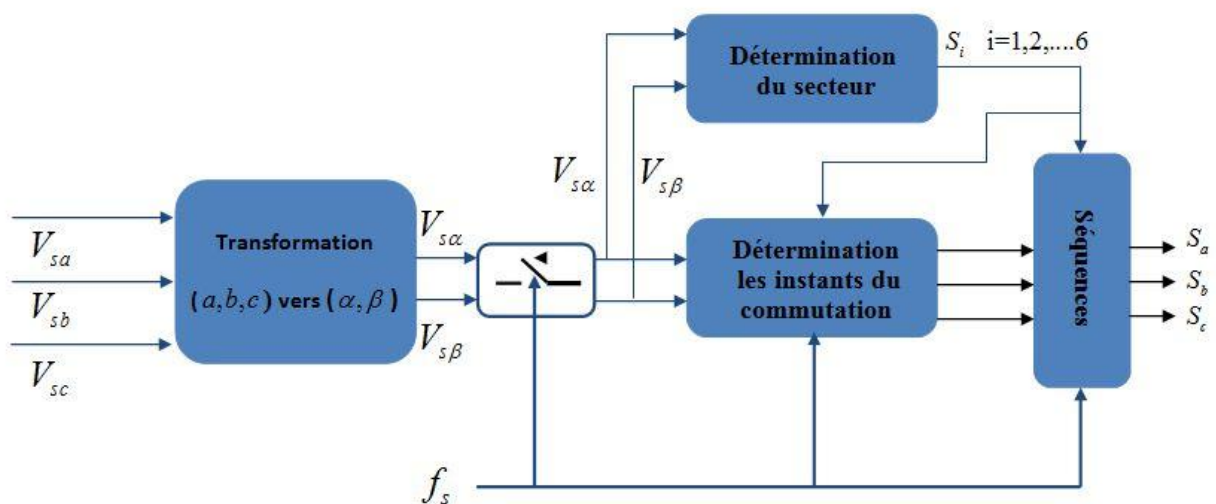 Détermination
du secteur
S_i i=1,2,....6
V_sα
V_sβ
V_sa
V_sb
V_sc
Transformation
(a,b,c) vers (α,β)
V_sα
V_sβ
Détermination
les instants du
commutation
Séquences
S_a
S_b
S_c
f_s